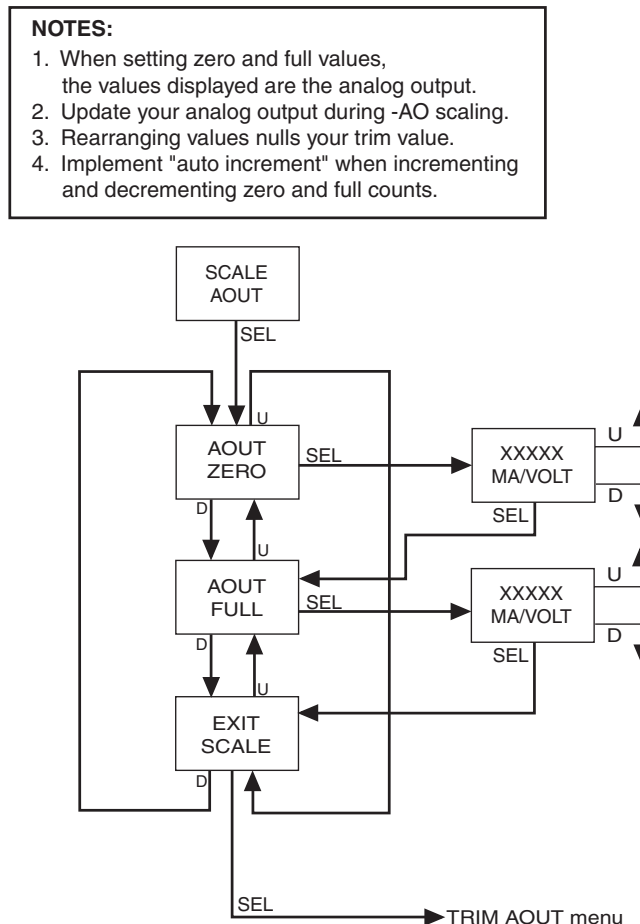 NOTES:
1. When setting zero and full values,
the values displayed are the analog output.
2. Update your analog output during -AO scaling.
3. Rearranging values nulls your trim value.
4. Implement "auto increment" when incrementing
and decrementing zero and full counts.
SCALE
AOUT
SEL
U
AOUT
ZERO
SEL
XXXXX
MA/VOLT
U
D
SEL
D
U
AOUT
FULL
SEL
XXXXX
MA/VOLT
U
D
SEL
D
U
EXIT
SCALE
D
SEL
TRIM AOUT menu